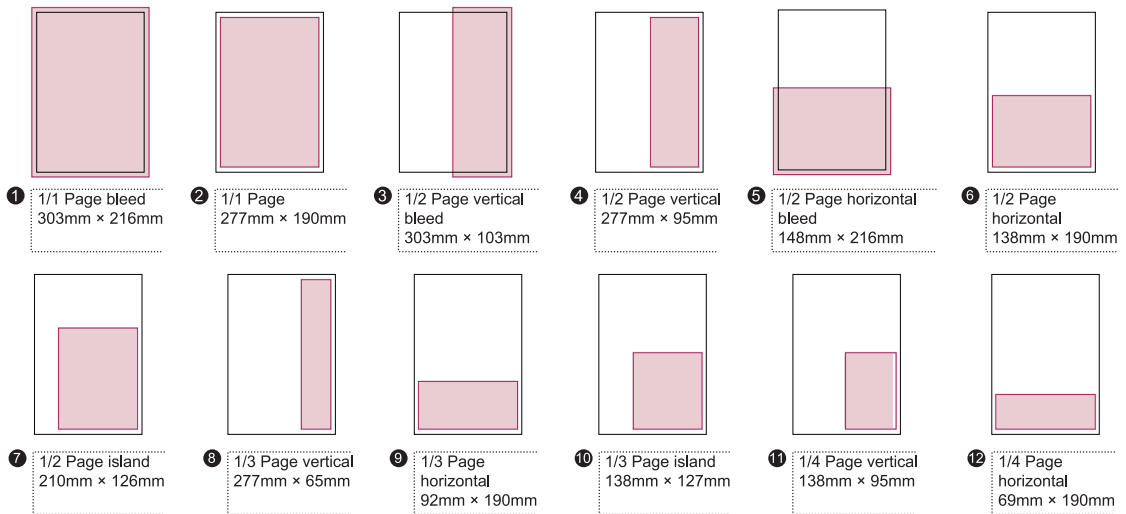 1 1/1 Page bleed
303mm × 216mm
2 1/1 Page
277mm × 190mm
3 1/2 Page vertical
bleed
303mm × 103mm
4 1/2 Page vertical
277mm × 95mm
5 1/2 Page horizontal
bleed
148mm × 216mm
6 1/2 Page
horizontal
138mm × 190mm
7 1/2 Page island
210mm × 126mm
8 1/3 Page vertical
277mm × 65mm
9 1/3 Page
horizontal
92mm × 190mm
10 1/3 Page island
138mm × 127mm
11 1/4 Page vertical
138mm × 95mm
12 1/4 Page
horizontal
69mm × 190mm